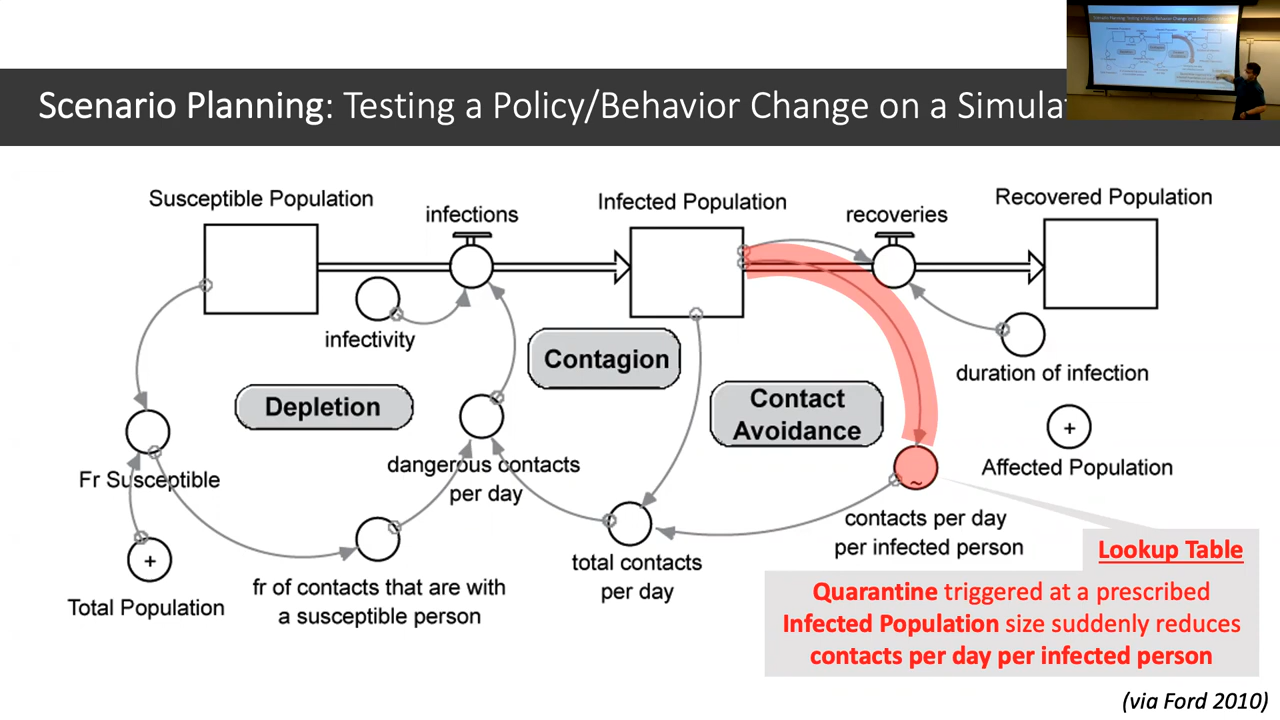 Scenario Planning: Testing a Policy/Behavior Change on a
Susceptible Population
infections
Infected Population
recoveries
Recovered Population
infectivity
Contagion
duration of infection
Depletion
Contact
Avoidance
Fr Susceptible
dangerous contacts
per day
Affected Population
+
contacts per day
per infected person
~
Total Population
+
fr of contacts that are with
a susceptible person
total contacts
per day
Lookup Table
Quarantine triggered at a prescribed
Infected Population size suddenly reduces
contacts per day per infected person
(via Ford 2010)